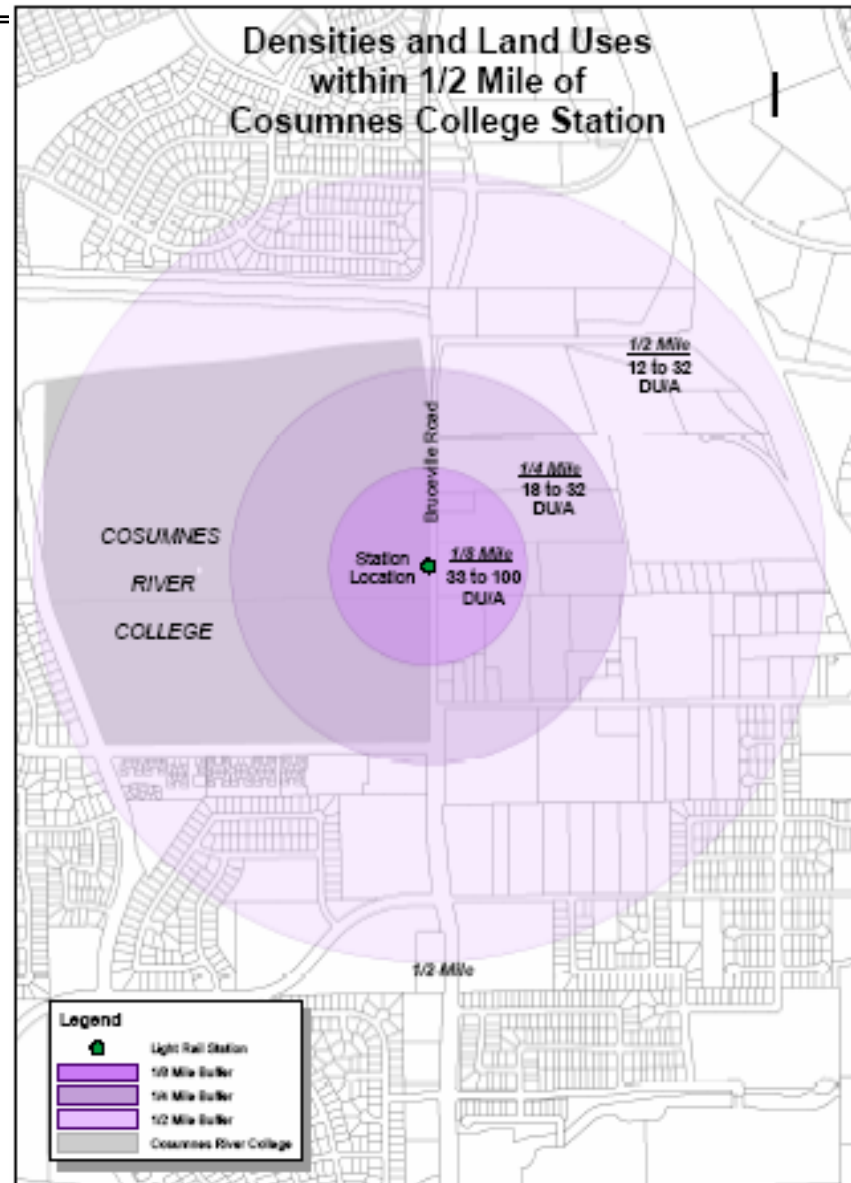 Densities and Land Uses
within 1/2 Mile of
Cosumnes College Station
1/2 Mile
12 to 32
DU/A
Bruceville Road
1/4 Mile
18 to 32
DU/A
COSUMNES
RIVER
COLLEGE
Station
Location
1/8 Mile
33 to 100
DU/A
1/2 Mile
Legend
Light Rail Station
1/8 Mile Buffer
1/4 Mile Buffer
1/2 Mile Buffer
Cosumnes River College